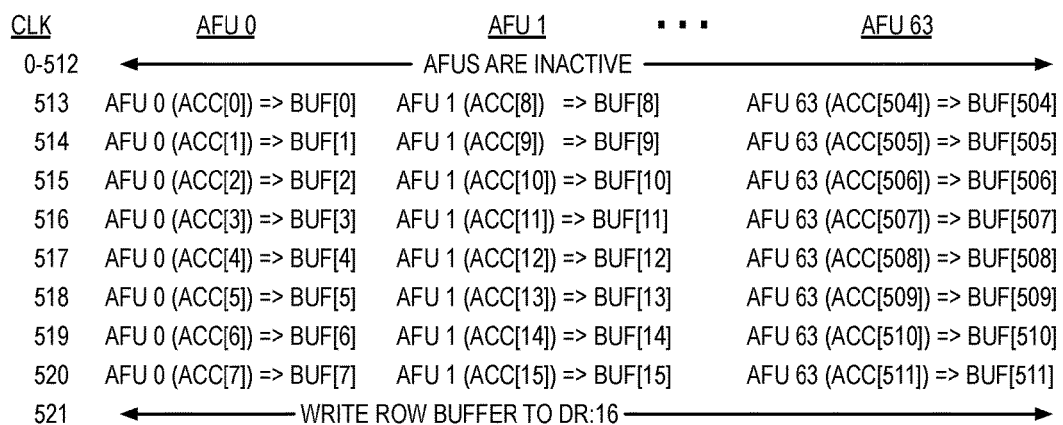 CLK AFU 0 AFU 1 ... AFU 63
0-512 AFUS ARE INACTIVE
513 AFU 0 (ACC[0]) => BUF[0] AFU 1 (ACC[8]) => BUF[8] AFU 63 (ACC[504]) => BUF[504]
514 AFU 0 (ACC[1]) => BUF[1] AFU 1 (ACC[9]) => BUF[9] AFU 63 (ACC[505]) => BUF[505]
515 AFU 0 (ACC[2]) => BUF[2] AFU 1 (ACC[10]) => BUF[10] AFU 63 (ACC[506]) => BUF[506]
516 AFU 0 (ACC[3]) => BUF[3] AFU 1 (ACC[11]) => BUF[11] AFU 63 (ACC[507]) => BUF[507]
517 AFU 0 (ACC[4]) => BUF[4] AFU 1 (ACC[12]) => BUF[12] AFU 63 (ACC[508]) => BUF[508]
518 AFU 0 (ACC[5]) => BUF[5] AFU 1 (ACC[13]) => BUF[13] AFU 63 (ACC[509]) => BUF[509]
519 AFU 0 (ACC[6]) => BUF[6] AFU 1 (ACC[14]) => BUF[14] AFU 63 (ACC[510]) => BUF[510]
520 AFU 0 (ACC[7]) => BUF[7] AFU 1 (ACC[15]) => BUF[15] AFU 63 (ACC[511]) => BUF[511]
521 WRITE ROW BUFFER TO DR:16